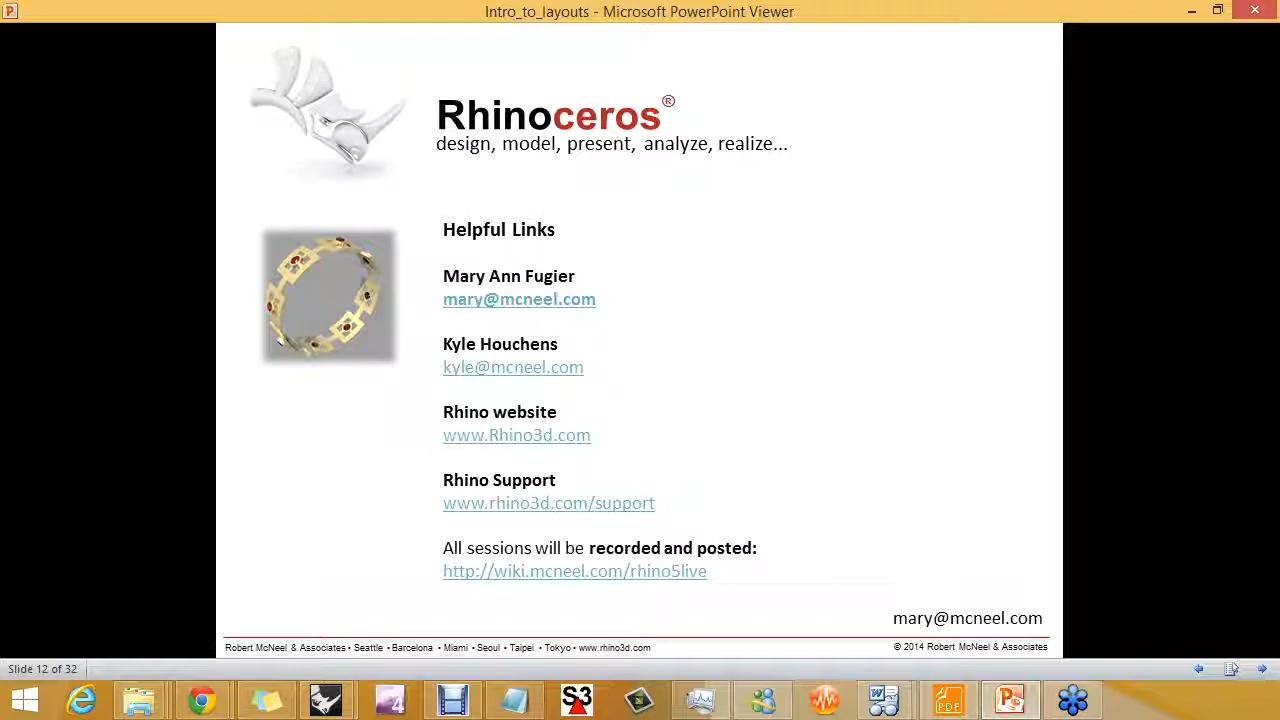 Intro_to_layouts - Microsoft PowerPoint Viewer
Rhinoceros®
design, model, present, analyze, realize...
Helpful Links
Mary Ann Fugier
mary@mcneel.com
Kyle Houchens
kyle@mcneel.com
Rhino website
www.Rhino3d.com
Rhino Support
www.rhino3d.com/support
All sessions will be recorded and posted:
http://wiki.mcneel.com/rhino5live
mary@mcneel.com
Robert McNeel & Associates • Seattle • Barcelona • Miami • Seoul • Taipei • Tokyo • www.rhino3d.com
© 2014 Robert McNeel & Associates
Slide 12 of 32
4
S3
PDF